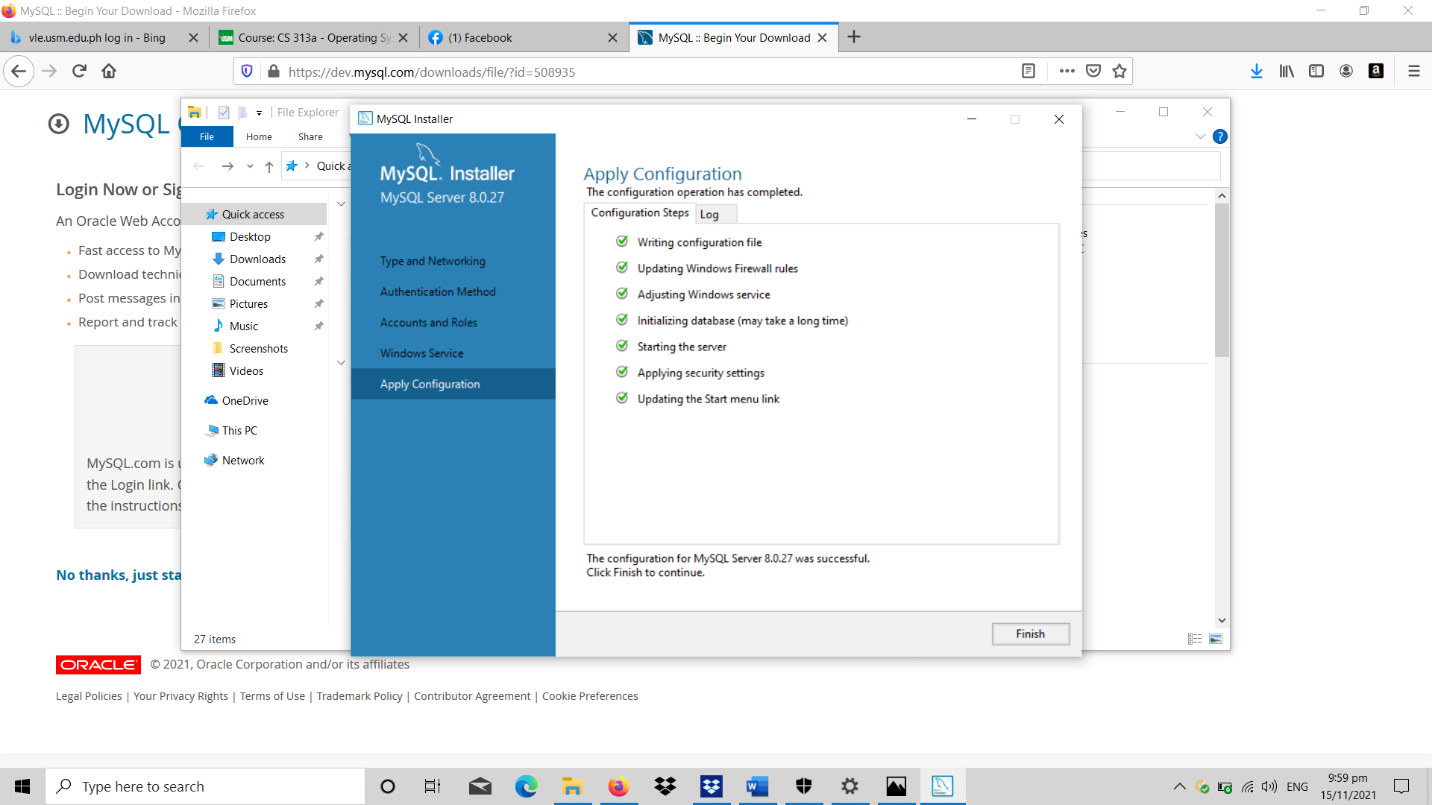 MySQL :: Begin Your Download - Mozilla Firefox
vle.usm.edu.ph log in - Bing
Course: CS 313a - Operating Sy
(1) Facebook
MySQL :: Begin Your Download
https://dev.mysql.com/downloads/file/?id=508935
MySQL
Login Now or Sig
An Oracle Web Acco
Fast access to My
Download techni
Post messages in
Report and track
MySQL.com is u
the Login link. O
the instructions
No thanks, just sta
ORACLE © 2021, Oracle Corporation and/or its affiliates
Legal Policies | Your Privacy Rights | Terms of Use | Trademark Policy | Contributor Agreement | Cookie Preferences
File Explorer
File Home Share
Quick a
Quick access
Desktop
Downloads
Documents
Pictures
Music
Screenshots
Videos
OneDrive
This PC
Network
27 items
MySQL Installer
MySQL. Installer
MySQL Server 8.0.27
Type and Networking
Authentication Method
Accounts and Roles
Windows Service
Apply Configuration
Apply Configuration
The configuration operation has completed.
Configuration Steps Log
Writing configuration file
Updating Windows Firewall rules
Adjusting Windows service
Initializing database (may take a long time)
Starting the server
Applying security settings
Updating the Start menu link
The configuration for MySQL Server 8.0.27 was successful.
Click Finish to continue.
Finish
Type here to search
ENG
9:59 pm
15/11/2021